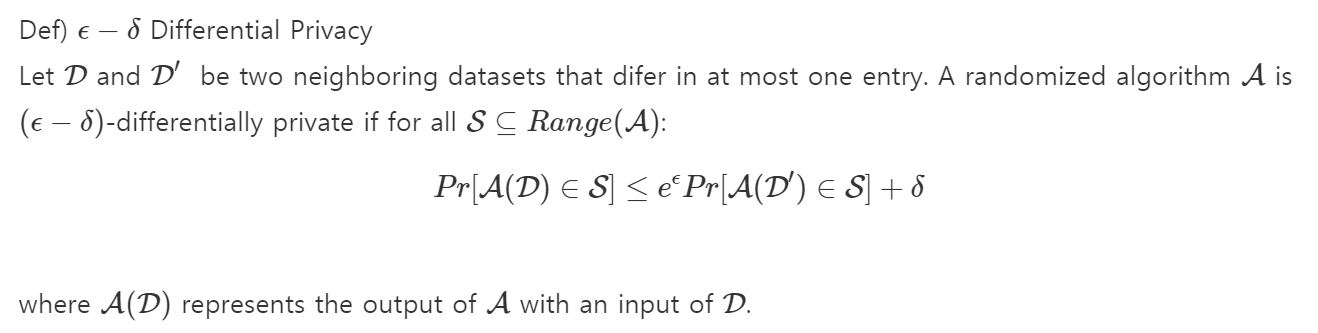 Def) ϵ − δ Differential Privacy
Let 𝒟 and 𝒟′ be two neighboring datasets that difer in at most one entry. A randomized algorithm 𝒜 is
(ϵ − δ)-differentially private if for all 𝒮 ⊆ Range(𝒜):
Pr[𝒜(𝒟) ∈ 𝒮] ≤ e^ϵ Pr[𝒜(𝒟′) ∈ 𝒮] + δ
where 𝒜(𝒟) represents the output of 𝒜 with an input of 𝒟.